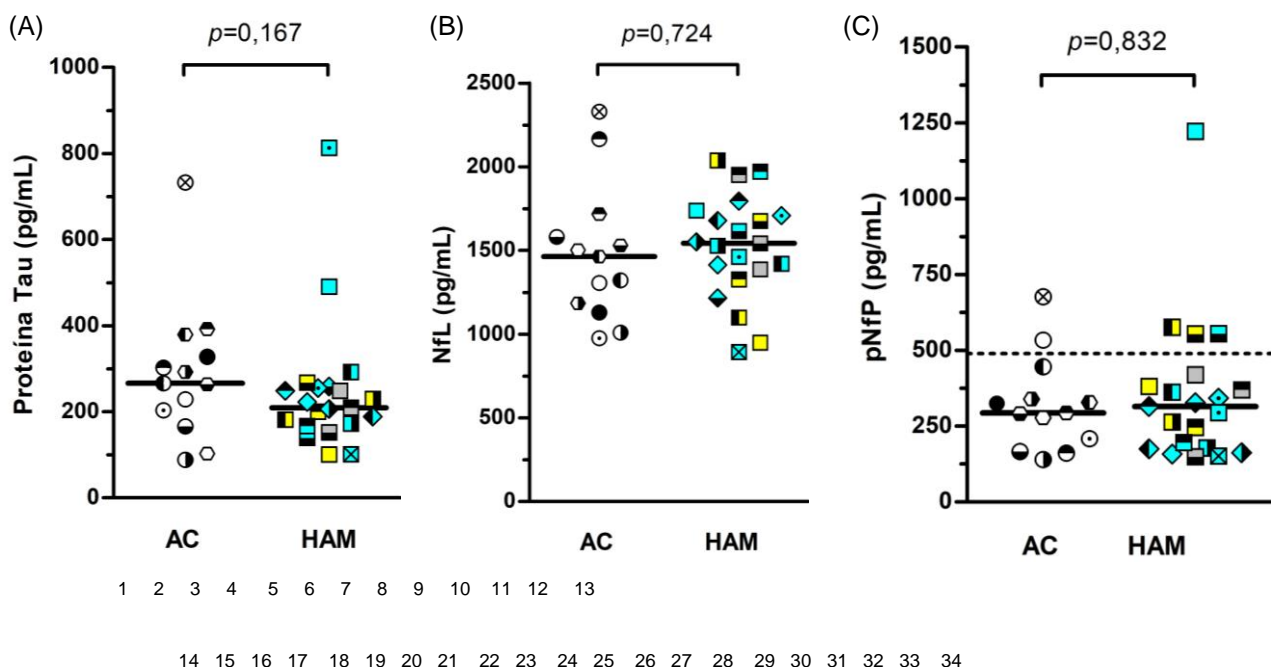 (A)
p=0,167
Proteína Tau (pg/mL)
1000
800
600
400
200
0
AC HAM
(B)
p=0,724
NfL (pg/mL)
2500
2000
1500
1000
500
0
AC HAM
(C)
p=0,832
pNfP (pg/mL)
1500
1250
1000
750
500
250
0
AC HAM
1 2 3 4 5 6 7 8 9 10 11 12 13
14 15 16 17 18 19 20 21 22 23 24 25 26 27 28 29 30 31 32 33 34